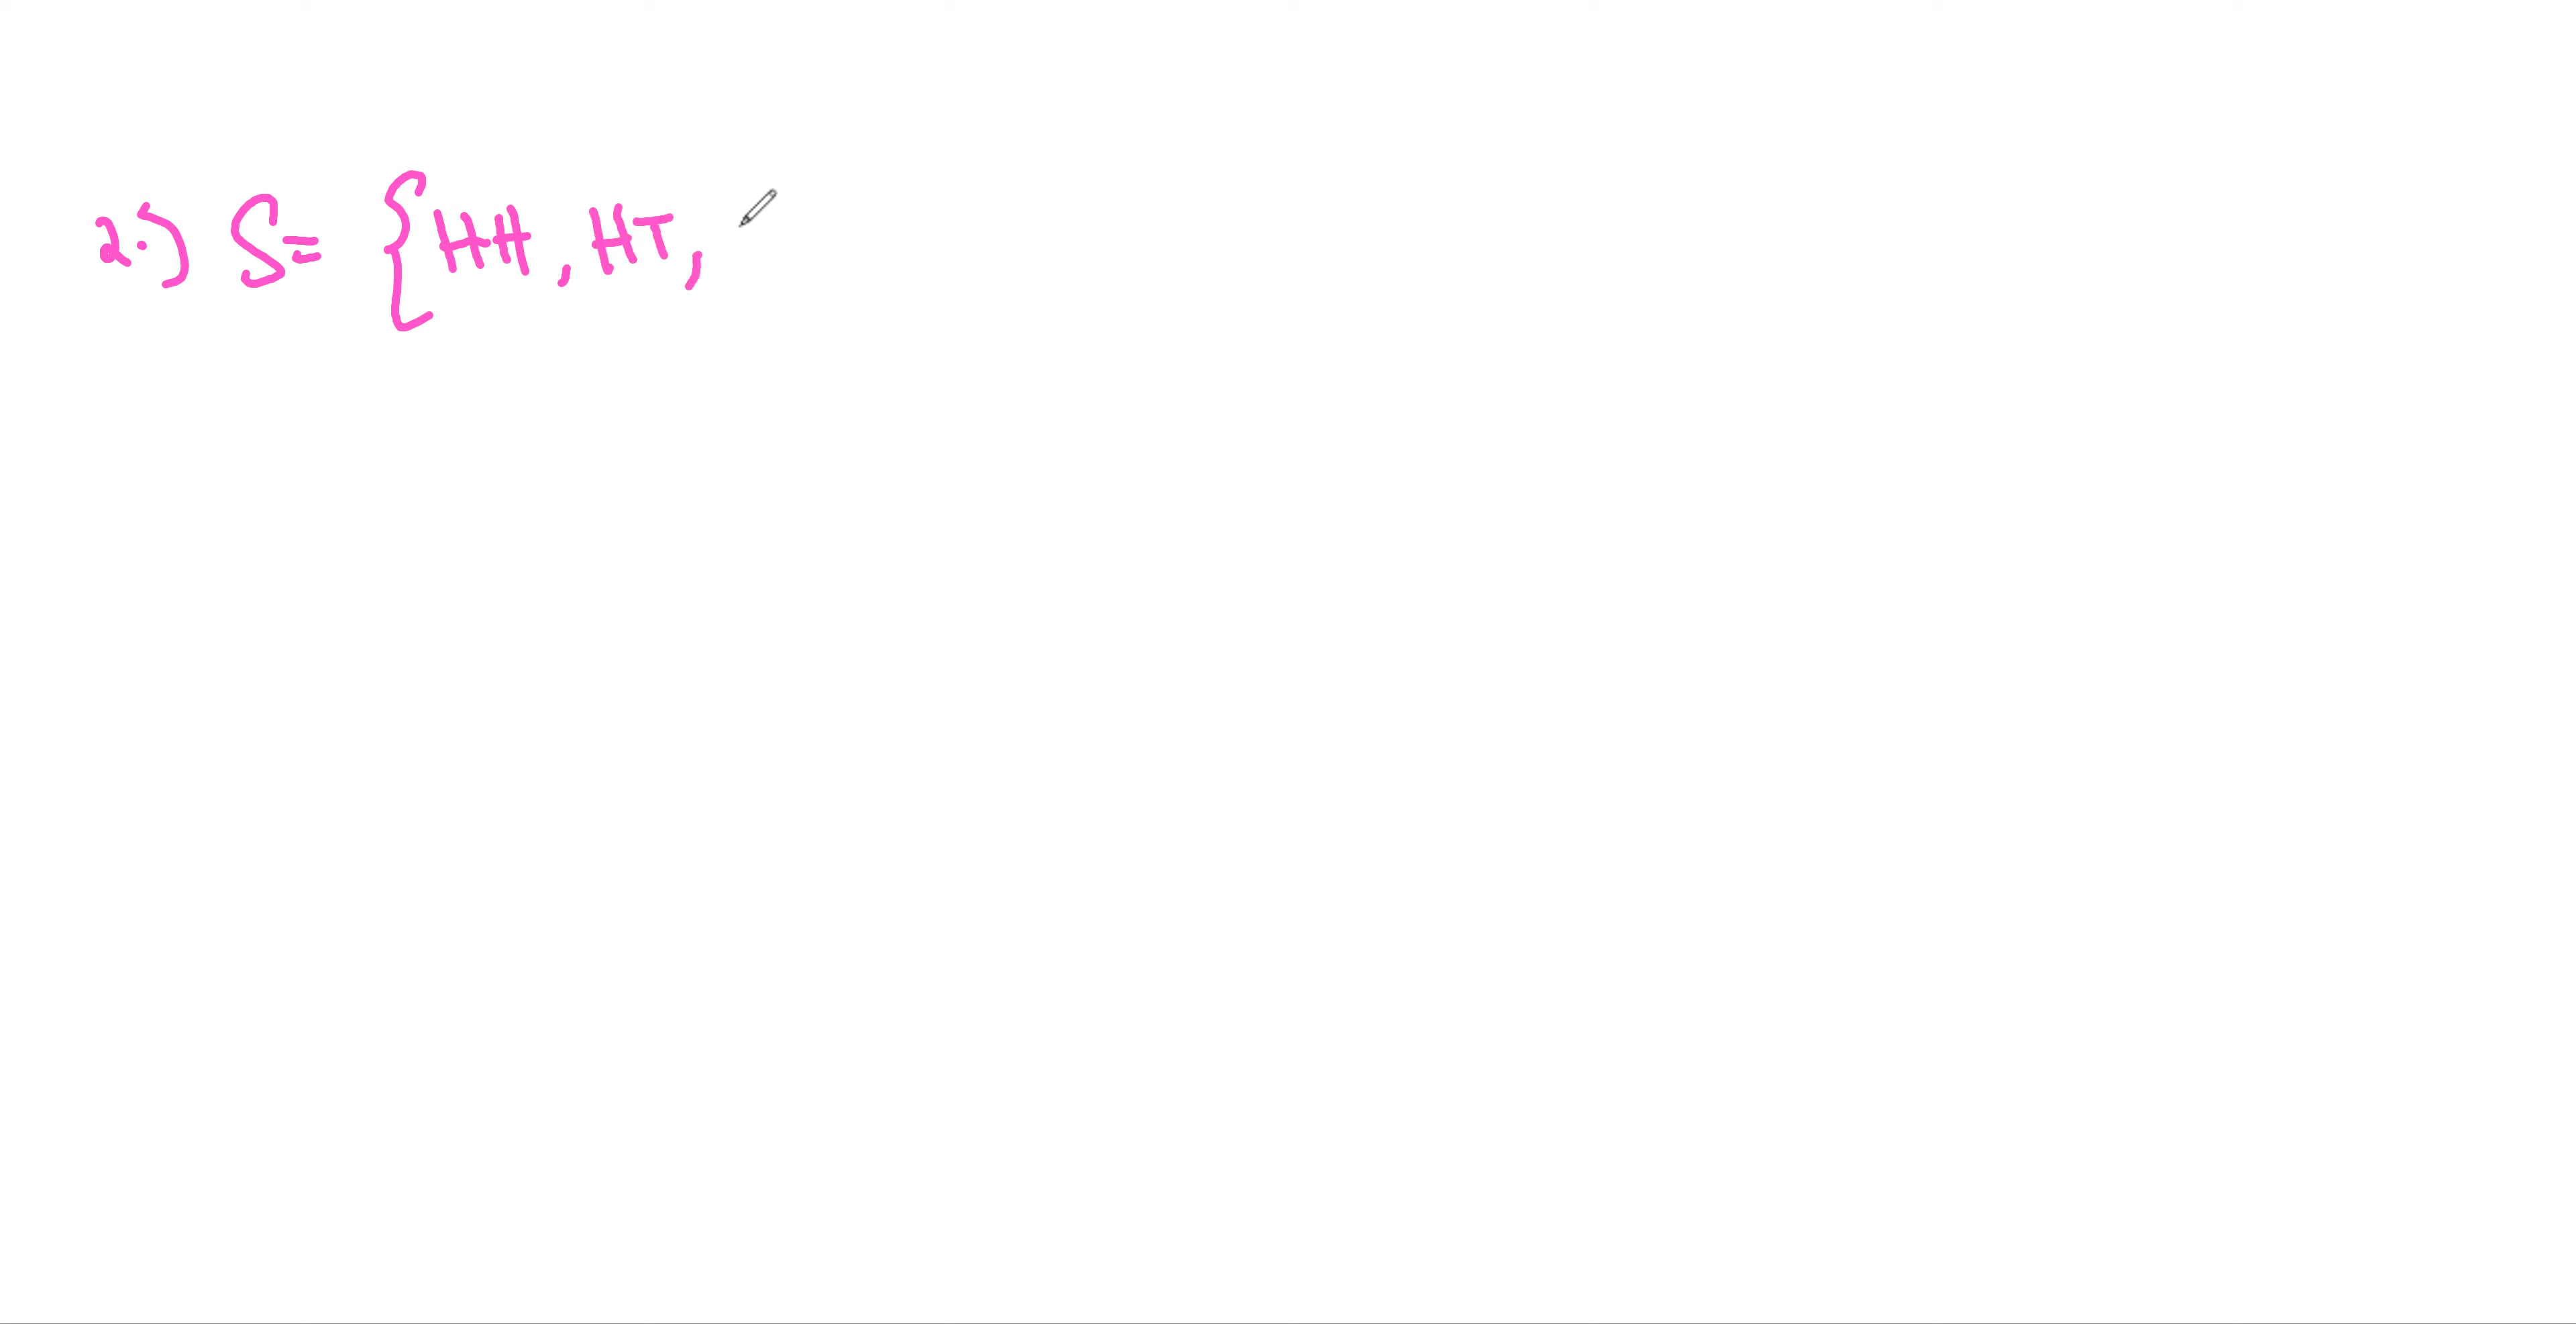 2.) S= {HH, HT,